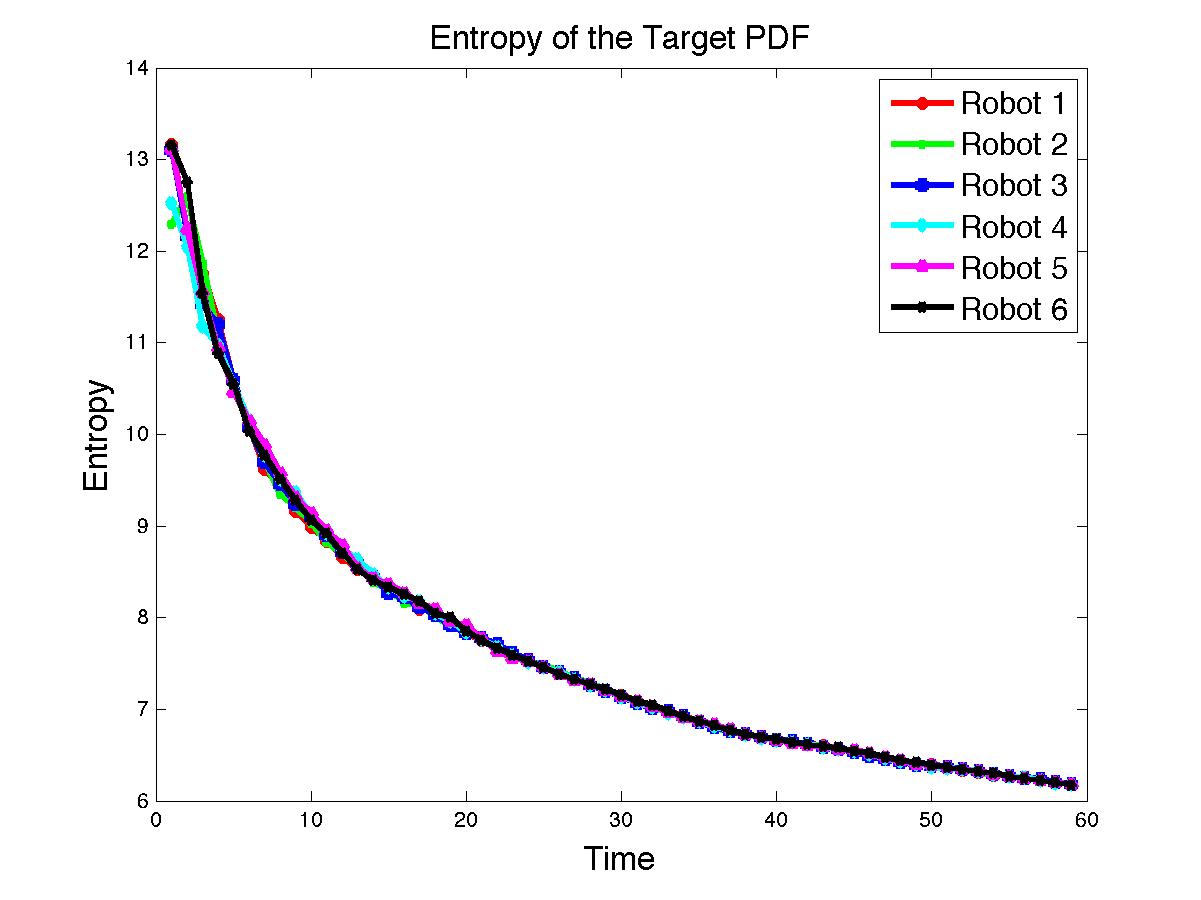 Entropy of the Target PDF
14
13
12
11
10
9
8
7
6
Entropy
Robot 1
Robot 2
Robot 3
Robot 4
Robot 5
Robot 6
0 10 20 30 40 50 60
Time